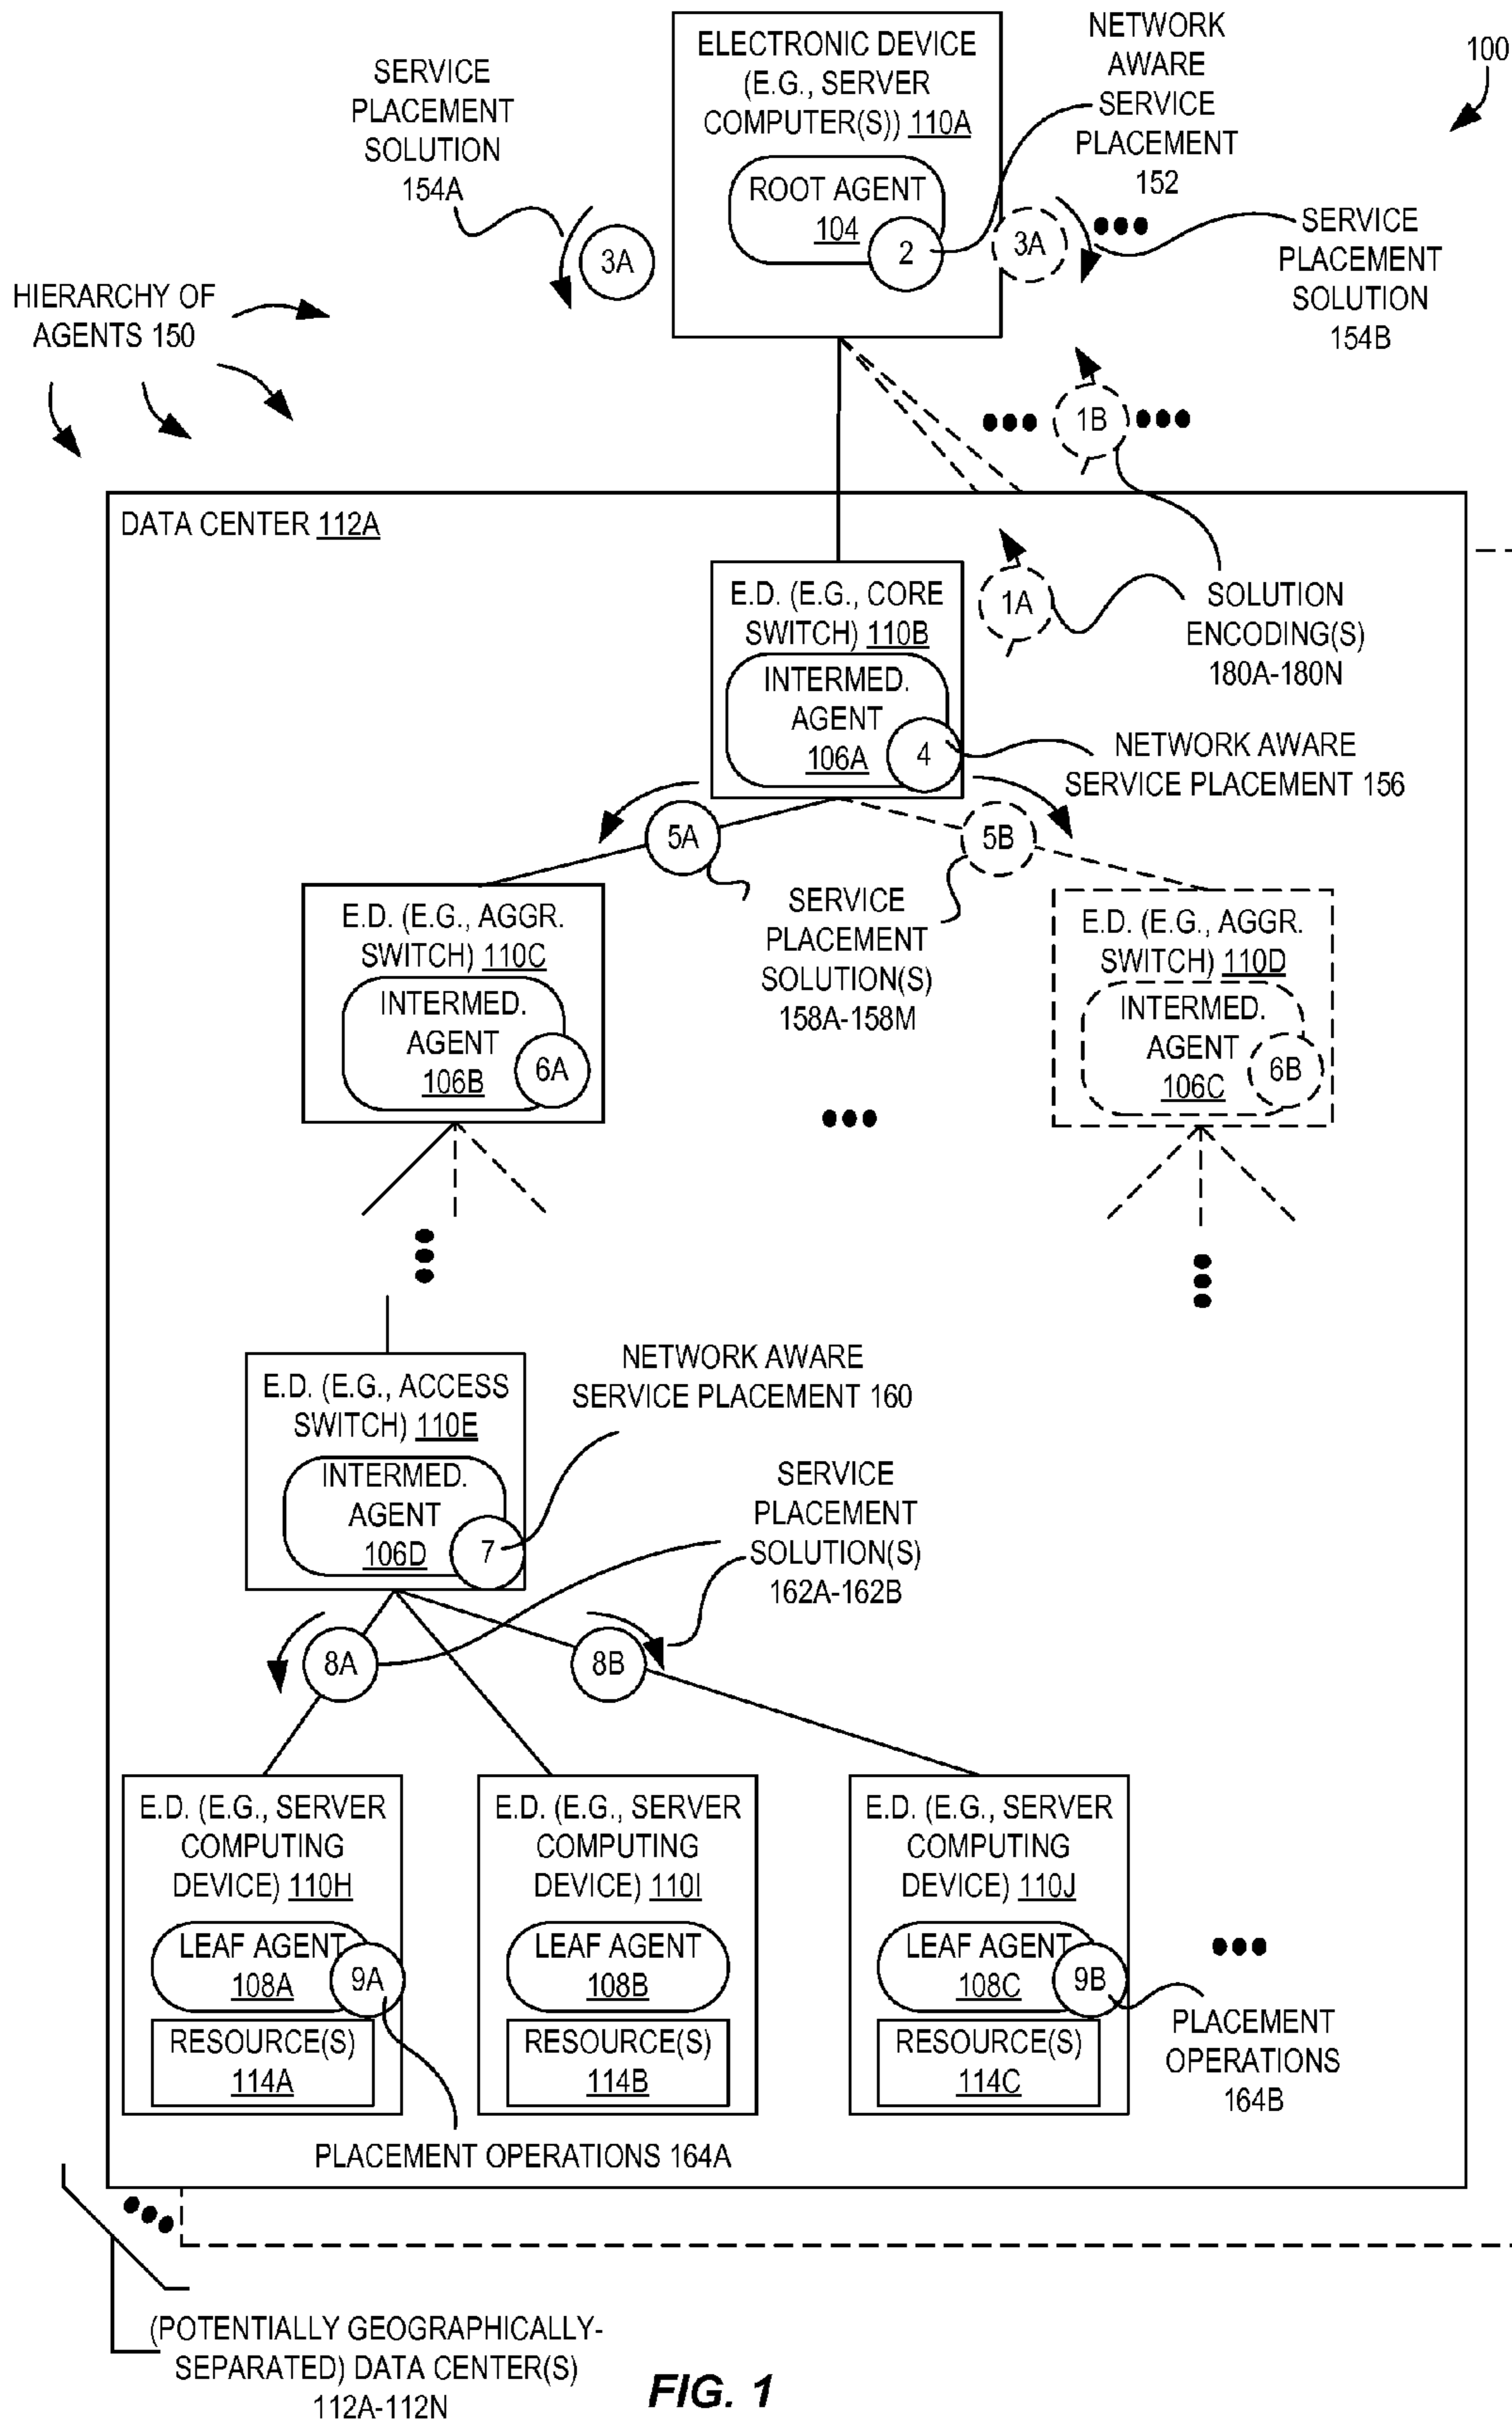 100
ELECTRONIC DEVICE
(E.G., SERVER
COMPUTER(S)) 110A
ROOT AGENT
104
2
NETWORK
AWARE
SERVICE
PLACEMENT
152
SERVICE
PLACEMENT
SOLUTION
154A
3A
3A
SERVICE
PLACEMENT
SOLUTION
154B
HIERARCHY OF
AGENTS 150
1B
DATA CENTER 112A
E.D. (E.G., CORE
SWITCH) 110B
INTERMED.
AGENT
106A
4
1A
SOLUTION
ENCODING(S)
180A-180N
NETWORK AWARE
SERVICE PLACEMENT 156
5A
5B
SERVICE
PLACEMENT
SOLUTION(S)
158A-158M
E.D. (E.G., AGGR.
SWITCH) 110C
INTERMED.
AGENT
106B
6A
E.D. (E.G., AGGR.
SWITCH) 110D
INTERMED.
AGENT
106C
6B
E.D. (E.G., ACCESS
SWITCH) 110E
INTERMED.
AGENT
106D
7
NETWORK AWARE
SERVICE PLACEMENT 160
SERVICE
PLACEMENT
SOLUTION(S)
162A-162B
8A
8B
E.D. (E.G., SERVER
COMPUTING
DEVICE) 110H
LEAF AGENT
108A
9A
RESOURCE(S)
114A
E.D. (E.G., SERVER
COMPUTING
DEVICE) 110I
LEAF AGENT
108B
RESOURCE(S)
114B
E.D. (E.G., SERVER
COMPUTING
DEVICE) 110J
LEAF AGENT
108C
9B
RESOURCE(S)
114C
PLACEMENT
OPERATIONS
164B
PLACEMENT OPERATIONS 164A
(POTENTIALLY GEOGRAPHICALLY-
SEPARATED) DATA CENTER(S)
112A-112N
FIG. 1